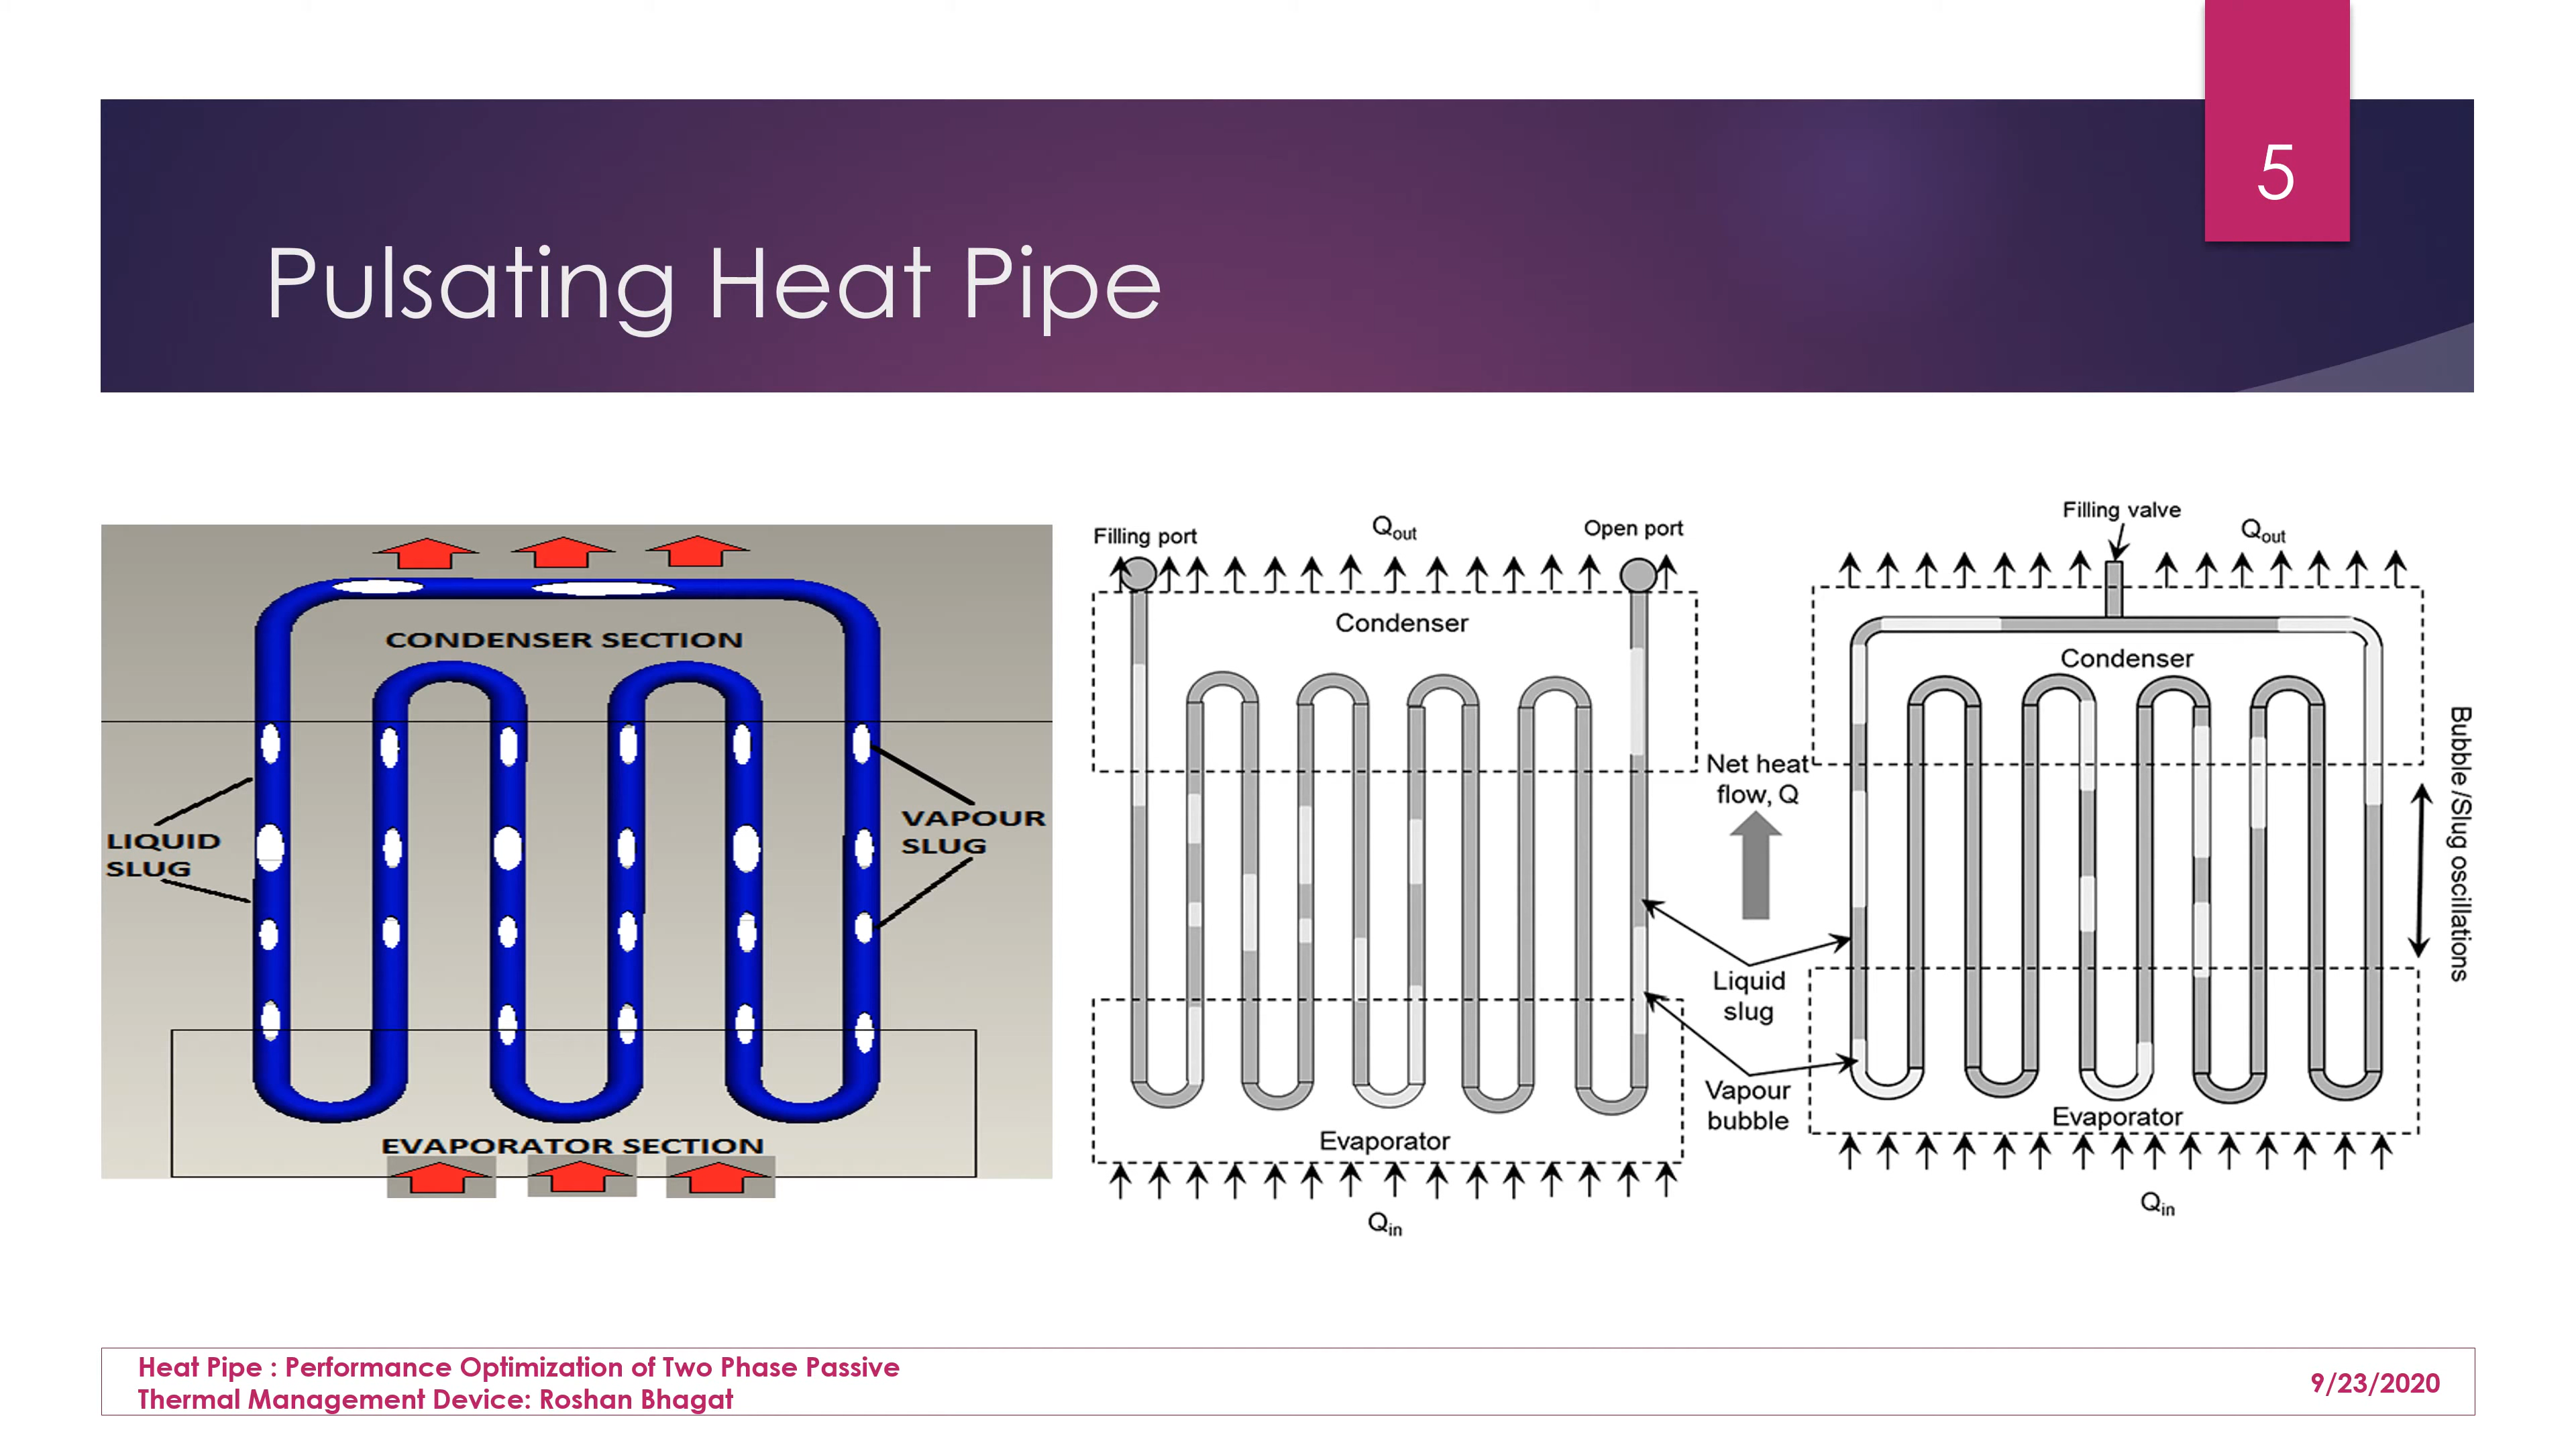 5
Pulsating Heat Pipe
CONDENSER SECTION
LIQUID
SLUG
VAPOUR
SLUG
EVAPORATOR SECTION
Filling port
Qout
Open port
Condenser
Evaporator
Qin
Net heat
flow, Q
Liquid
slug
Vapour
bubble
Filling valve
Qout
Condenser
Evaporator
Qin
Bubble/Slug oscillations
Heat Pipe : Performance Optimization of Two Phase Passive
Thermal Management Device: Roshan Bhagat
9/23/2020